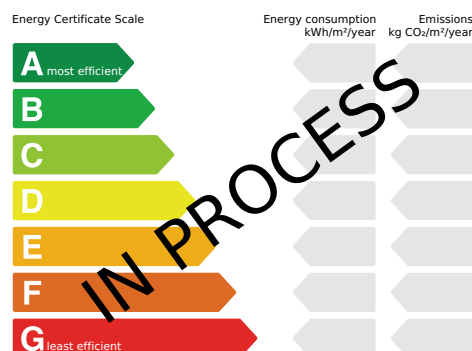 Energy Certificate Scale
Energy consumption
kWh/m²/year
Emissions
kg CO₂/m²/year
A most efficient
B
C
D
E
F
G least efficient
IN PROCESS